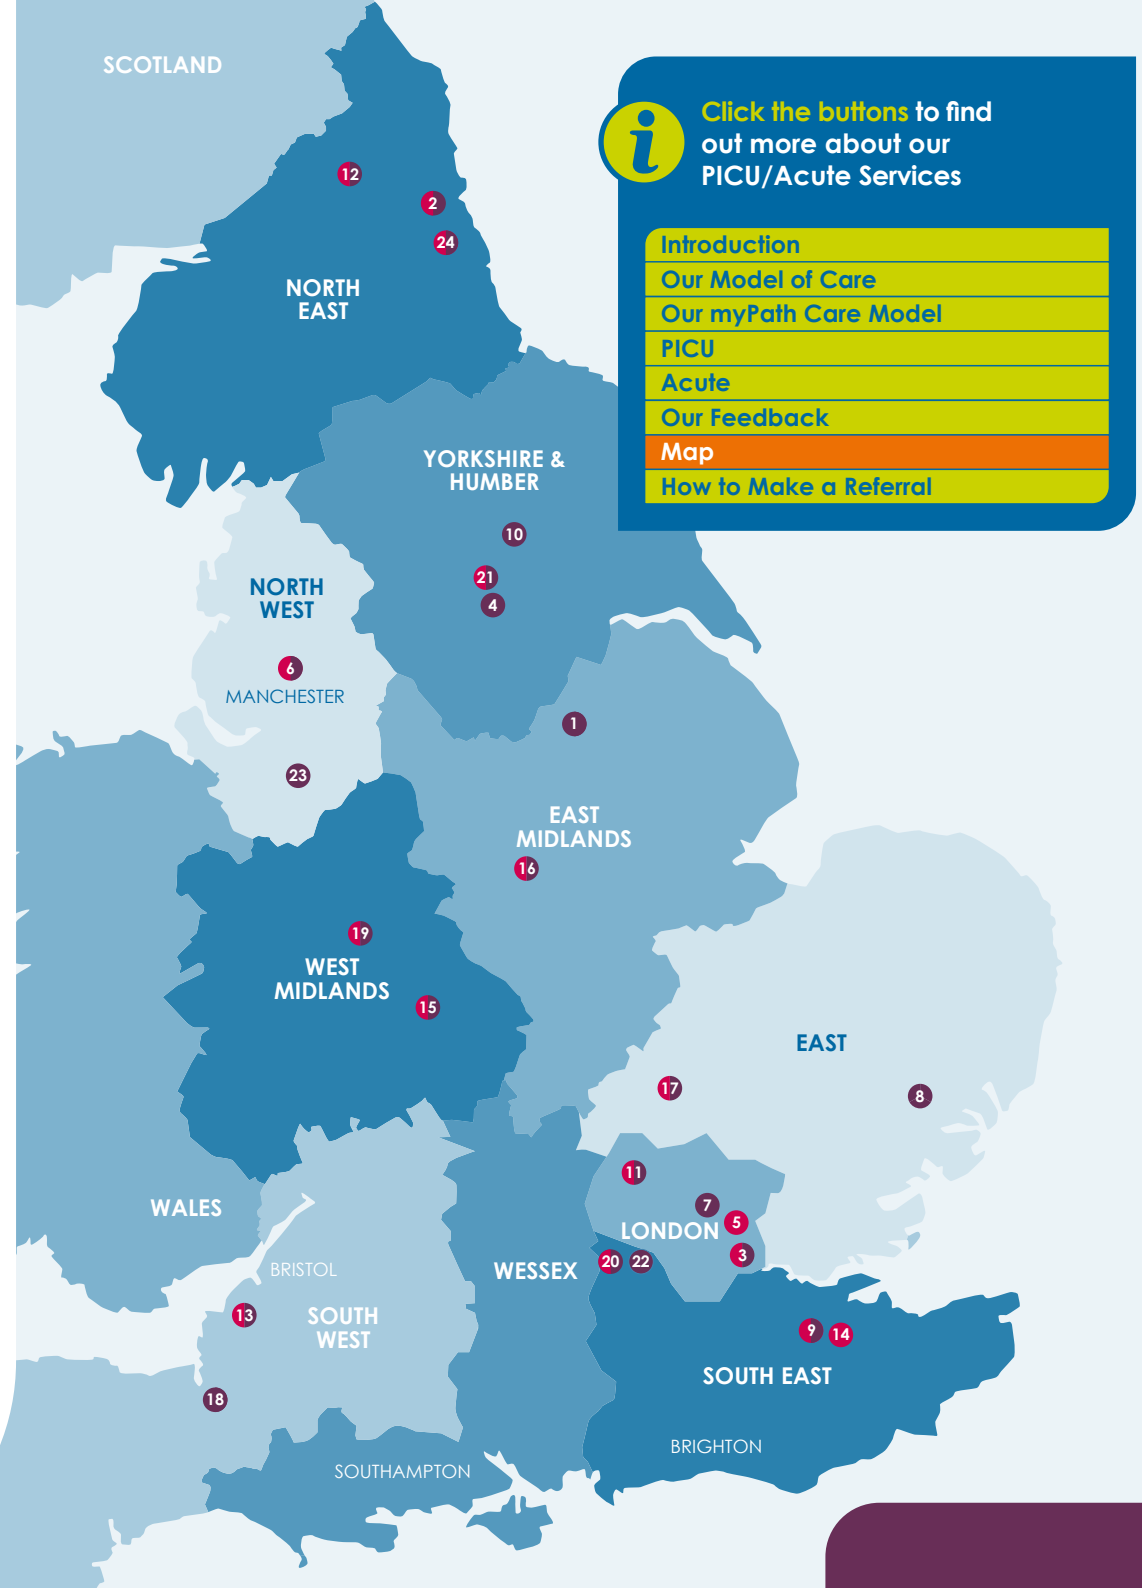 SCOTLAND
Click the buttons to find
out more about our
PICU/Acute Services
i
12
2
24
Introduction
Our Model of Care
Our myPath Care Model
PICU
Acute
Our Feedback
Map
How to Make a Referral
NORTH
EAST
YORKSHIRE &
HUMBER
10
21
4
NORTH
WEST
6
MANCHESTER
23
1
EAST
MIDLANDS
16
19
WEST
MIDLANDS
15
EAST
17
8
11
7
5
LONDON
3
20
22
WALES
WESSEX
BRISTOL
13
SOUTH
WEST
18
9
14
SOUTH EAST
BRIGHTON
SOUTHAMPTON